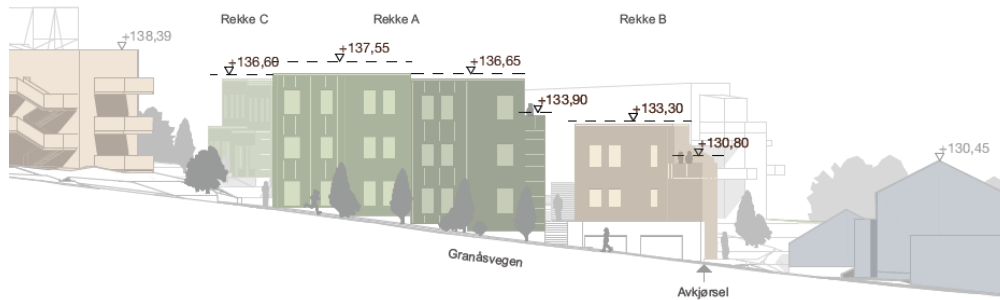 Rekke C
Rekke A
Rekke B
+138,39
+136,60
+137,55
+136,65
+133,90
+133,30
+130,80
+130,45
Granåsvegen
Avkjørsel